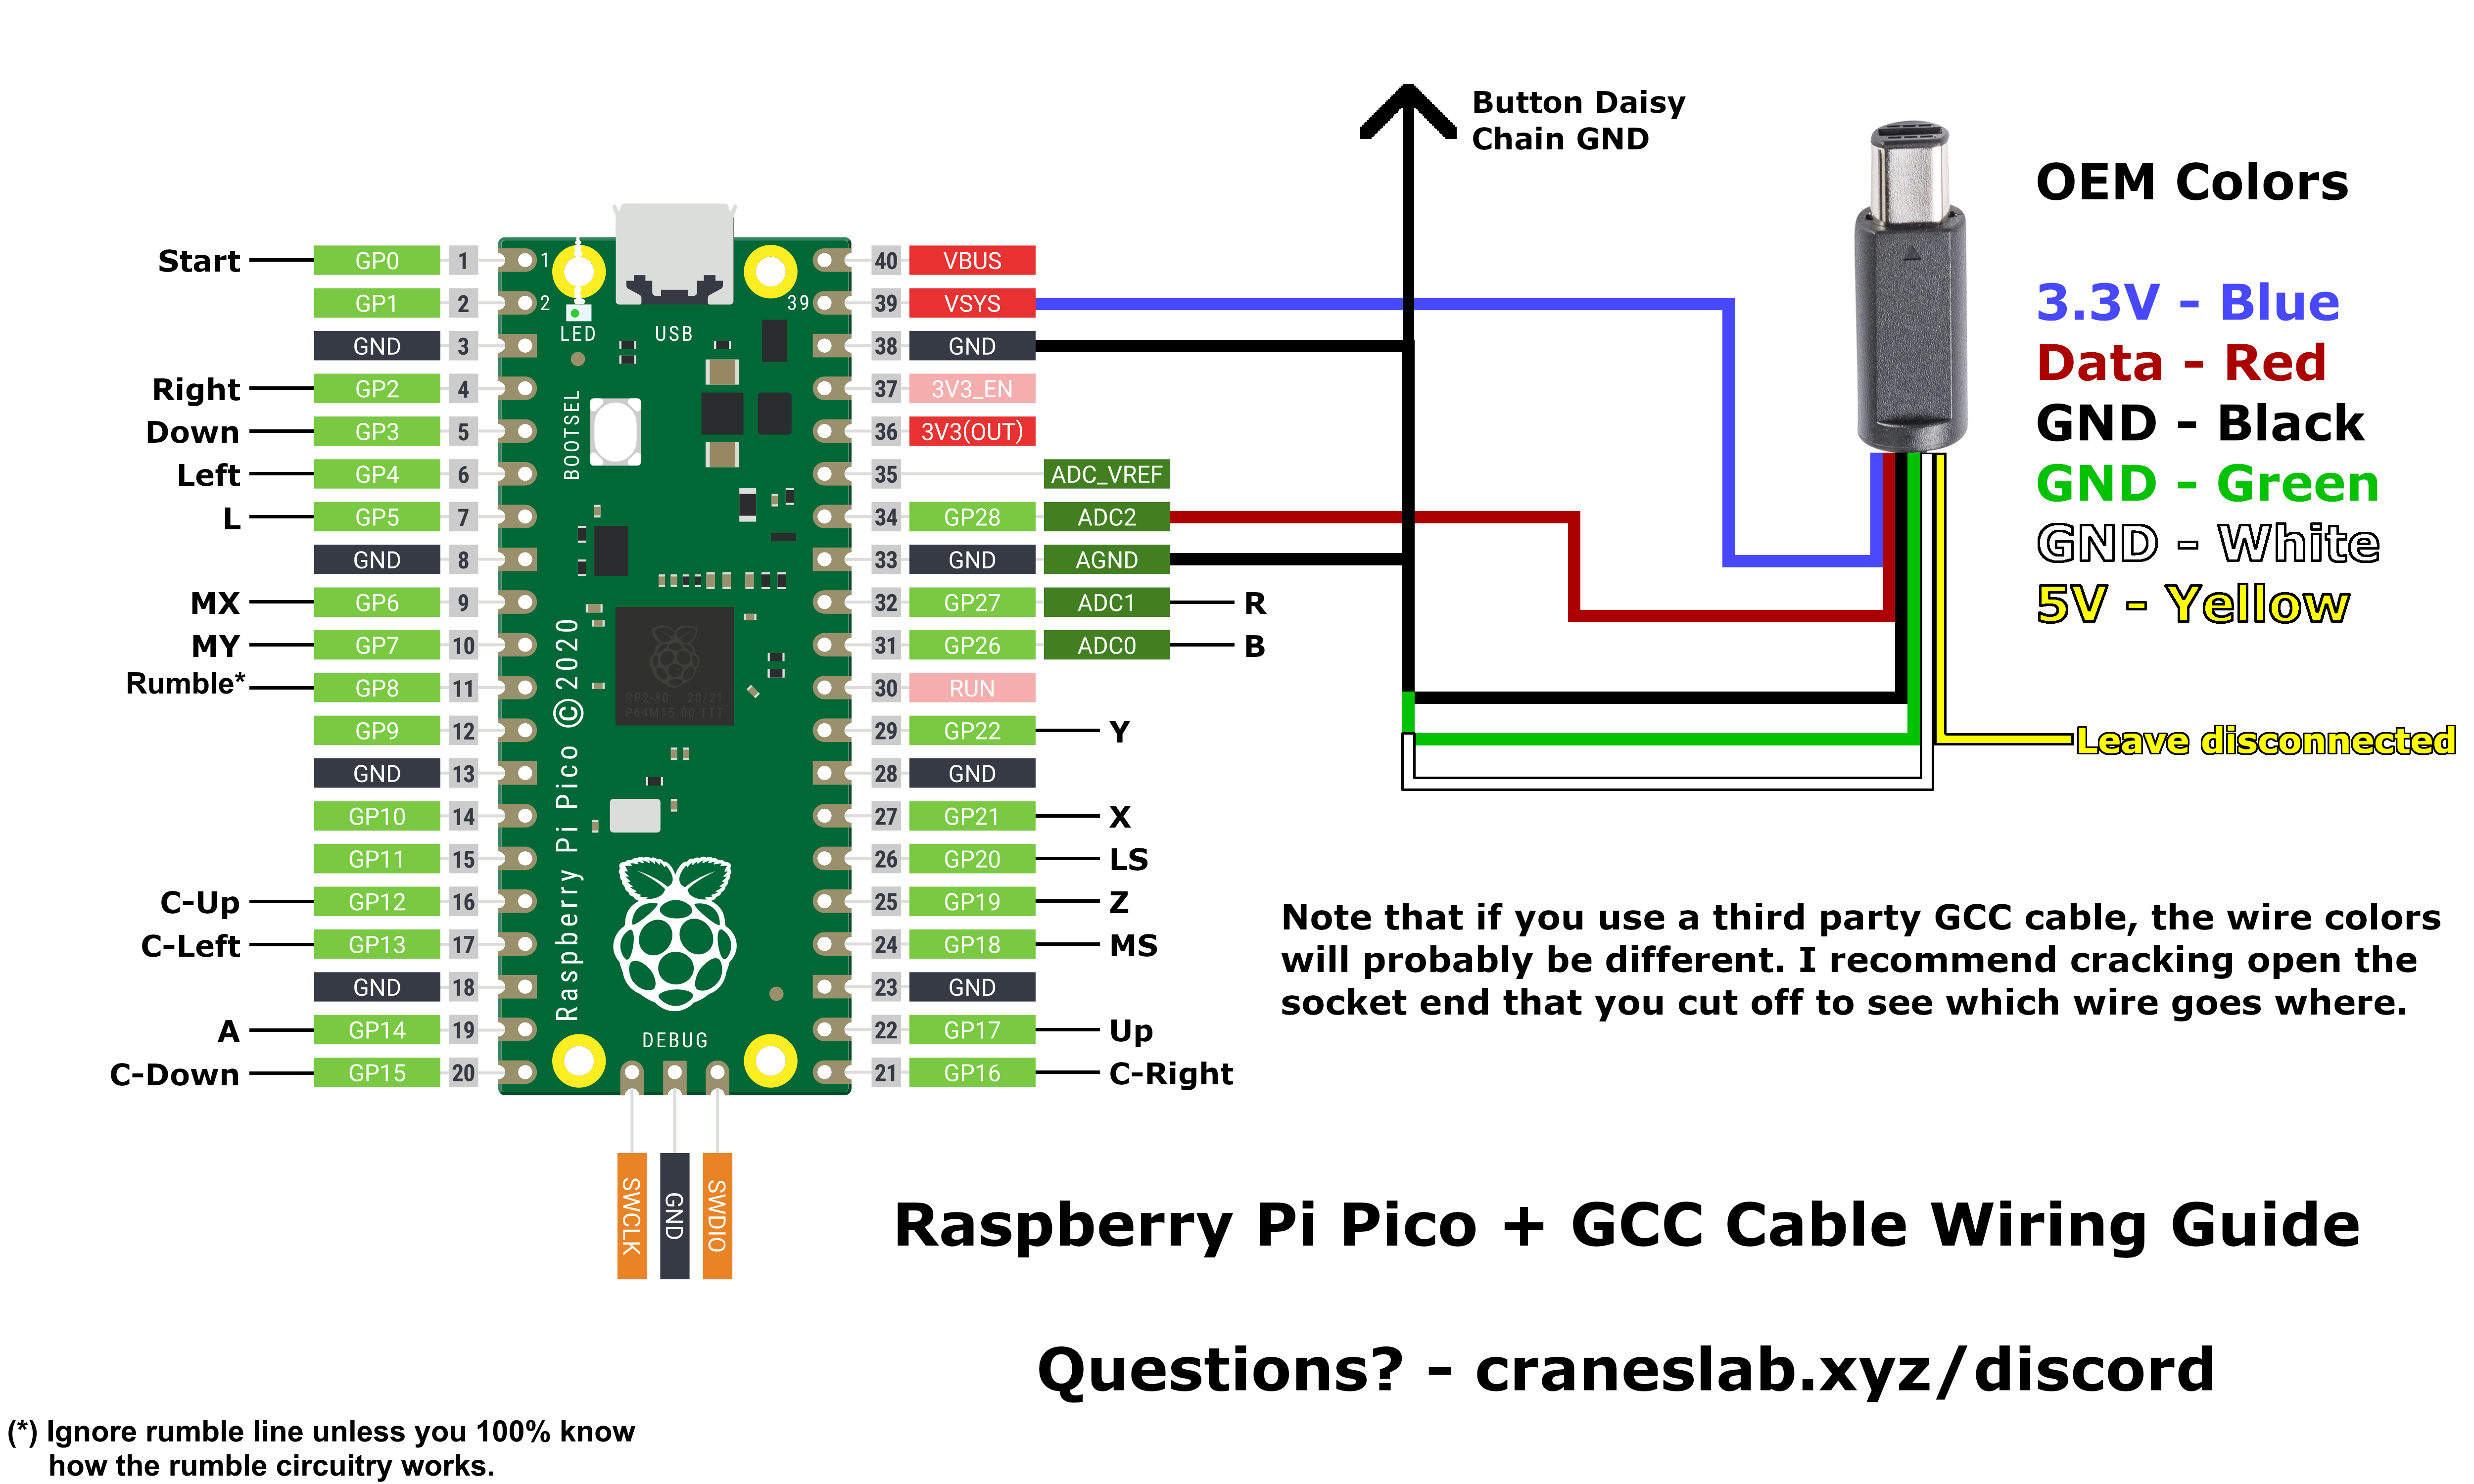 Button Daisy
Chain GND
OEM Colors
3.3V - Blue
Data - Red
GND - Black
GND - Green
GND - White
5V - Yellow
Leave disconnected
Start GP0 1
GP1 2
GND 3
Right GP2 4
Down GP3 5
Left GP4 6
L GP5 7
GND 8
MX GP6 9
MY GP7 10
Rumble* GP8 11
GP9 12
GND 13
GP10 14
GP11 15
C-Up GP12 16
C-Left GP13 17
GND 18
A GP14 19
C-Down GP15 20
1
2
39
LED
USB
BOOTSEL
Raspberry Pi Pico ©2020
RP2-B0 20/21
P64M15.00 TTT
DEBUG
40 VBUS
39 VSYS
38 GND
37 3V3_EN
36 3V3(OUT)
35 ADC_VREF
34 GP28 ADC2
33 GND AGND
32 GP27 ADC1 R
31 GP26 ADC0 B
30 RUN
29 GP22 Y
28 GND
27 GP21 X
26 GP20 LS
25 GP19 Z
24 GP18 MS
23 GND
22 GP17 Up
21 GP16 C-Right
SWCLK
GND
SWDIO
Note that if you use a third party GCC cable, the wire colors
will probably be different. I recommend cracking open the
socket end that you cut off to see which wire goes where.
Raspberry Pi Pico + GCC Cable Wiring Guide
Questions? - craneslab.xyz/discord
(*) Ignore rumble line unless you 100% know
how the rumble circuitry works.